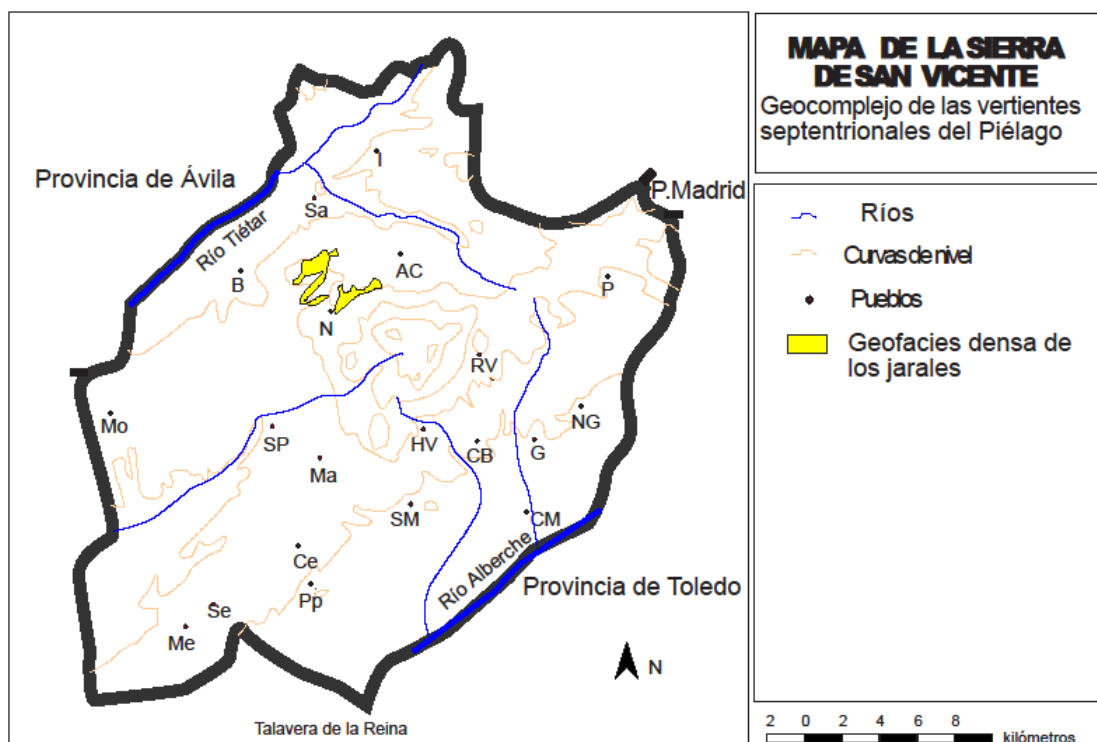 MAPA DE LA SIERRA
DE SAN VICENTE
Geocomplejo de las vertientes
septentrionales del Piélago
Provincia de Ávila
P.Madrid
Río Tiétar
I
Sa
B
AC
P
N
RV
Mo
SP
HV
CB
G
NG
Ma
SM
CM
Ce
Pp
Se
Me
Río Alberche
Provincia de Toledo
N
Talavera de la Reina
Ríos
Curvas de nivel
Pueblos
Geofacies densa de
los jarales
2 0 2 4 6 8
kilómetros